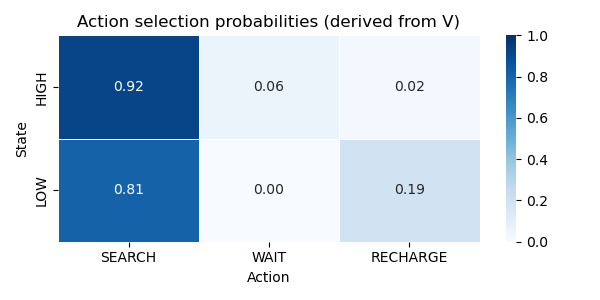 Action selection probabilities (derived from V)
State
HIGH
0.92 0.06 0.02
LOW
0.81 0.00 0.19
SEARCH WAIT RECHARGE
Action
1.0
0.8
0.6
0.4
0.2
0.0